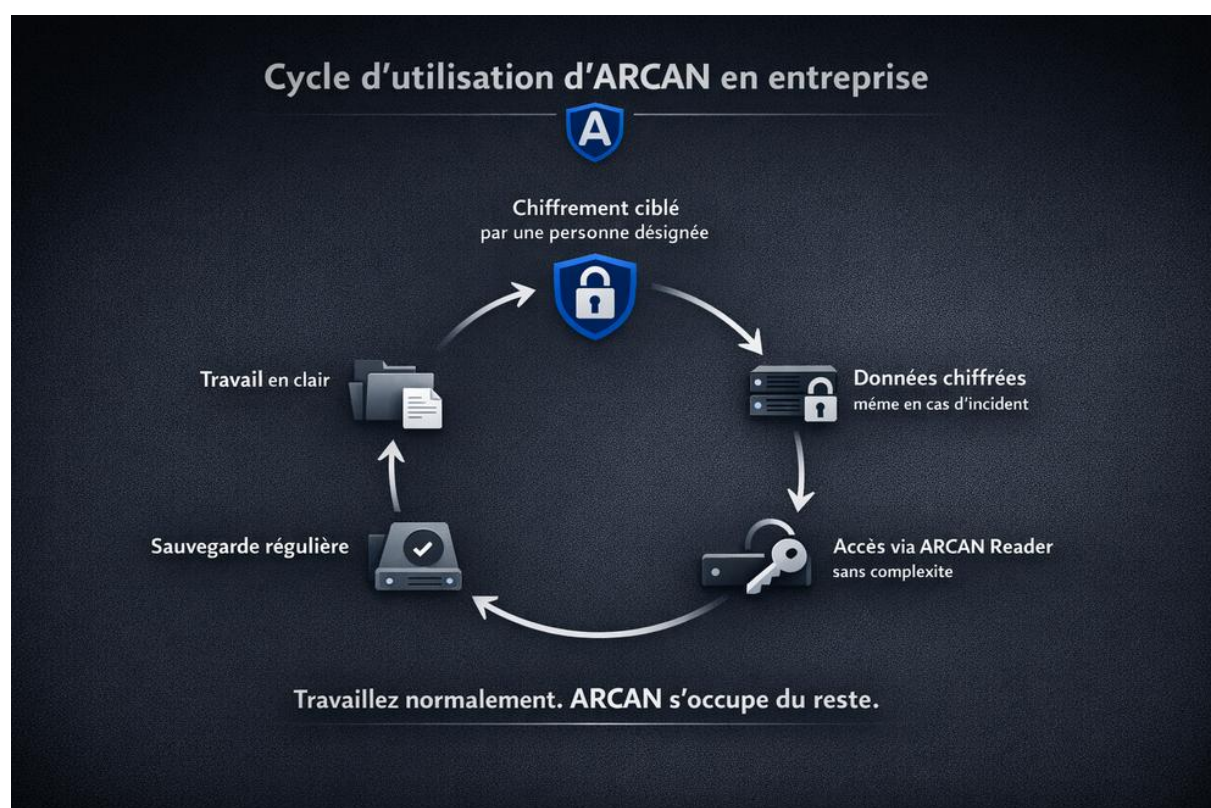 Cycle d'utilisation d'ARCAN en entreprise
A
Chiffrement ciblé
par une personne désignée
Travail en clair
Données chiffrées
méme en cas d'incident
Sauvegarde régulière
Accès via ARCAN Reader
sans complexite
Travaillez normalement. ARCAN s'occupe du reste.